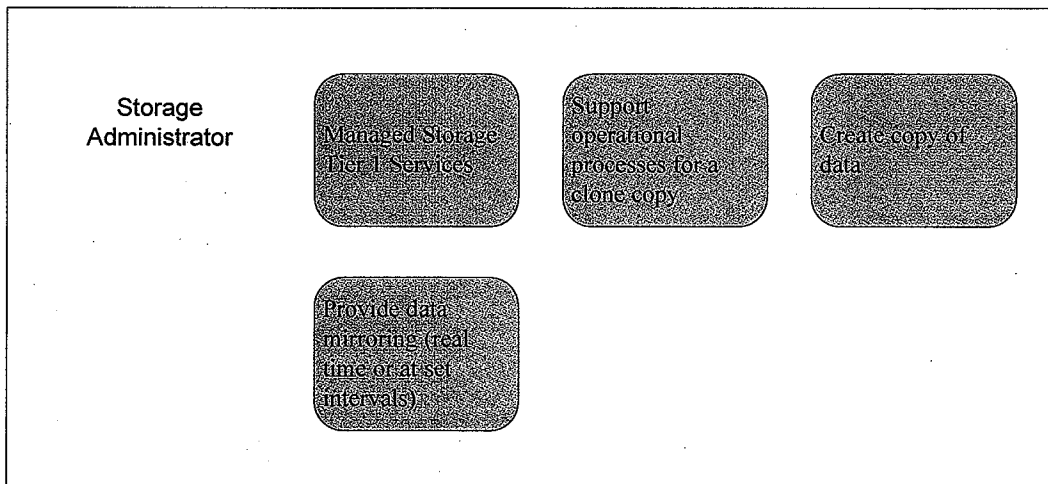 Storage
Administrator
Managed Storage
Tier 1 Services
Support
operational
processes for a
clone copy
Create copy of
data
Provide data
mirroring (real
time or at set
intervals)